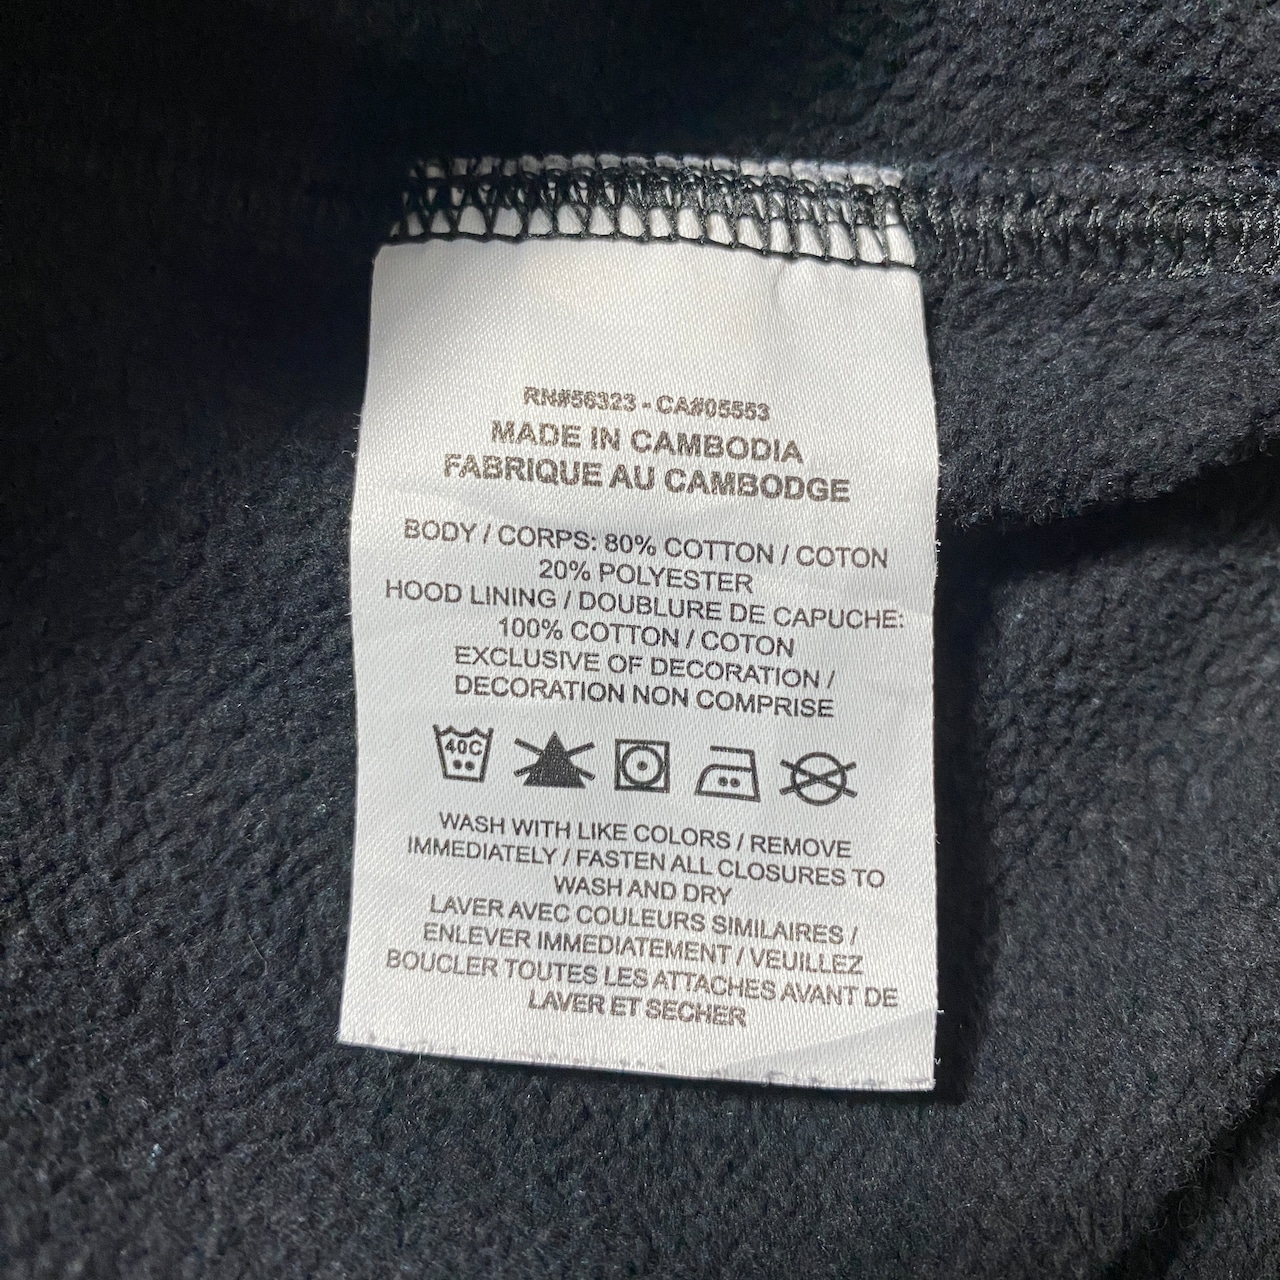 RN#56323 - CA#05553
MADE IN CAMBODIA
FABRIQUE AU CAMBODGE
BODY / CORPS: 80% COTTON / COTON
20% POLYESTER
HOOD LINING / DOUBLURE DE CAPUCHE:
100% COTTON / COTON
EXCLUSIVE OF DECORATION /
DECORATION NON COMPRISE
40C
WASH WITH LIKE COLORS / REMOVE
IMMEDIATELY / FASTEN ALL CLOSURES TO
WASH AND DRY
LAVER AVEC COULEURS SIMILAIRES /
ENLEVER IMMEDIATEMENT / VEUILLEZ
BOUCLER TOUTES LES ATTACHES AVANT DE
LAVER ET SECHER